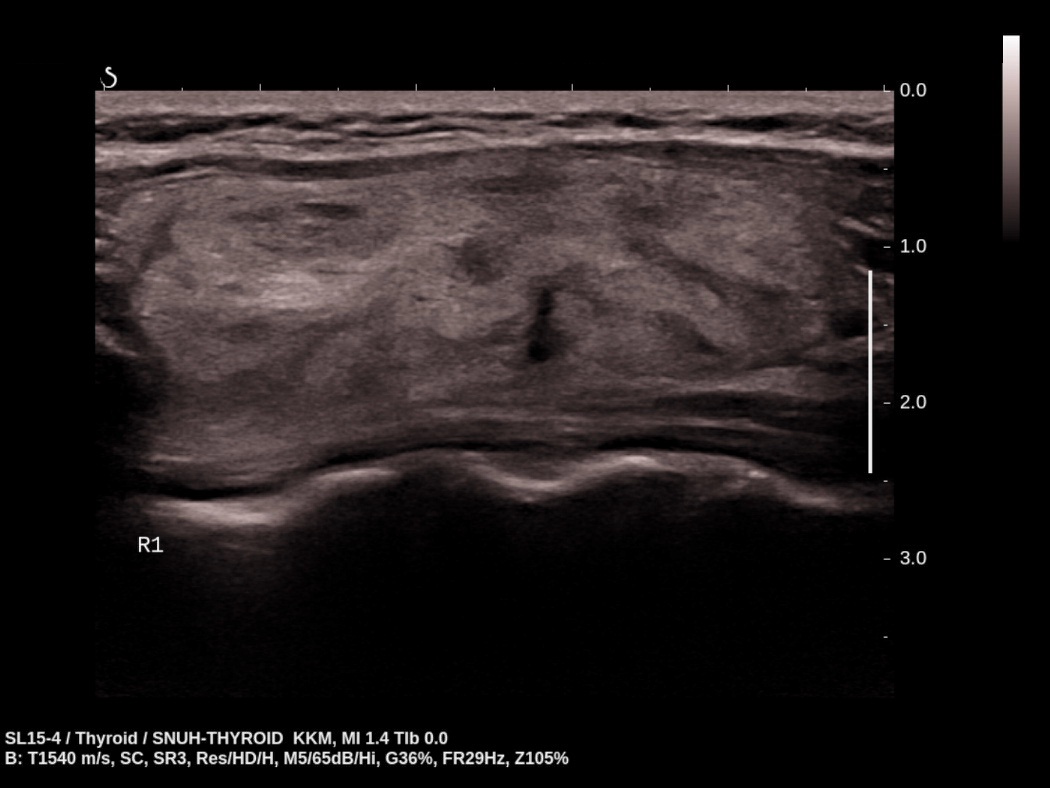 S
0.0
1.0
2.0
R1
3.0
SL15-4 / Thyroid / SNUH-THYROID  KKM, MI 1.4 TIb 0.0
B: T1540 m/s, SC, SR3, Res/HD/H, M5/65dB/Hi, G36%, FR29Hz, Z105%